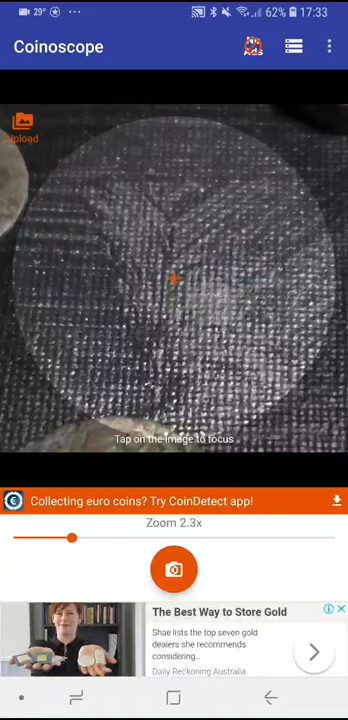 29°
62% 17:33
Coinoscope
No
Ads
Upload
Tap on the image to focus
Collecting euro coins? Try CoinDetect app!
Zoom 2.3x
The Best Way to Store Gold
Shae lists the top seven gold
dealers she recommends
considering...
Daily Reckoning Australia